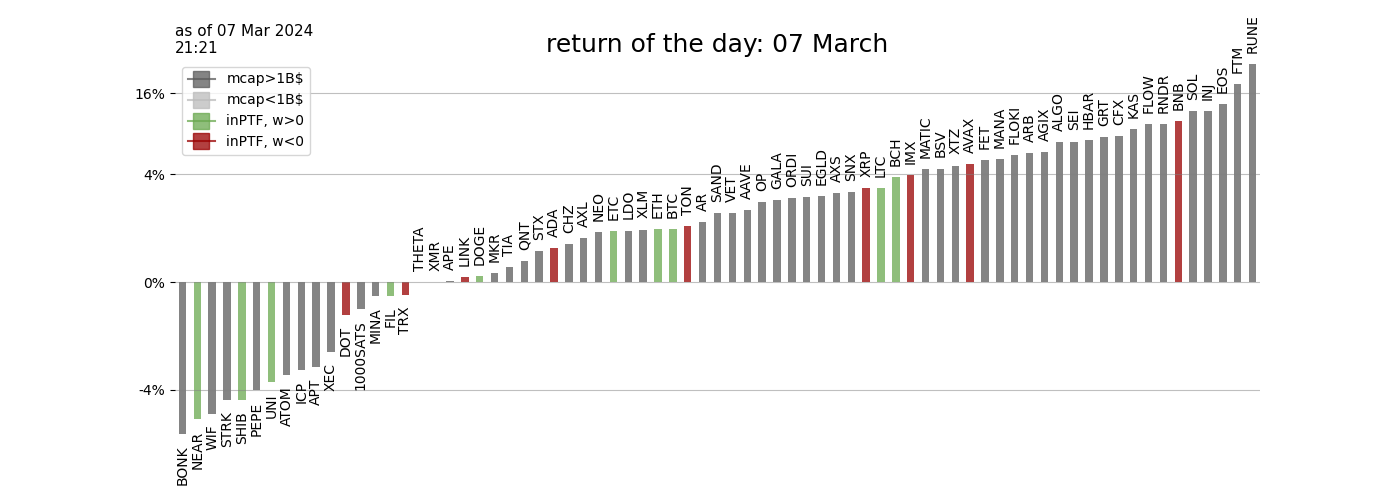 as of 07 Mar 2024
21:21
return of the day: 07 March
mcap>1B$
mcap<1B$
inPTF, w>0
inPTF, w<0
16%
4%
0%
-4%
BONK
NEAR
WIF
STRK
SHIB
PEPE
UNI
ATOM
ICP
APT
XEC
DOT
1000SATS
MINA
FIL
TRX
THETA
XMR
APE
LINK
DOGE
MKR
TIA
QNT
STX
ADA
CHZ
AXL
NEO
ETC
LDO
XLM
ETH
BTC
TON
AR
SAND
VET
AAVE
OP
GALA
ORDI
SUI
EGLD
AXS
SNX
XRP
LTC
BCH
IMX
MATIC
BSV
XTZ
AVAX
FET
MANA
FLOKI
ARB
AGIX
ALGO
SEI
HBAR
GRT
CFX
KAS
FLOW
RNDR
BNB
SOL
INJ
EOS
FTM
RUNE